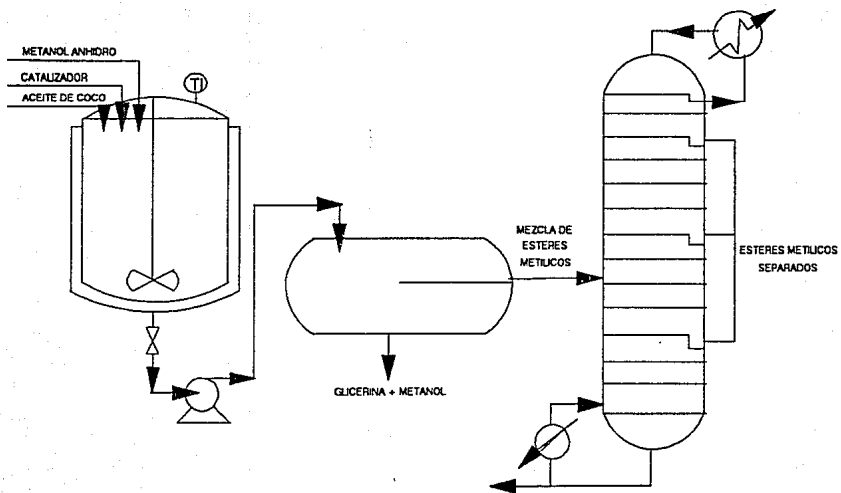 METANOL ANHIDRO
CATALIZADOR
ACEITE DE COCO
TI
MEZCLA DE
ESTERES
METILICOS
ESTERES METILICOS
SEPARADOS
GLICERINA + METANOL